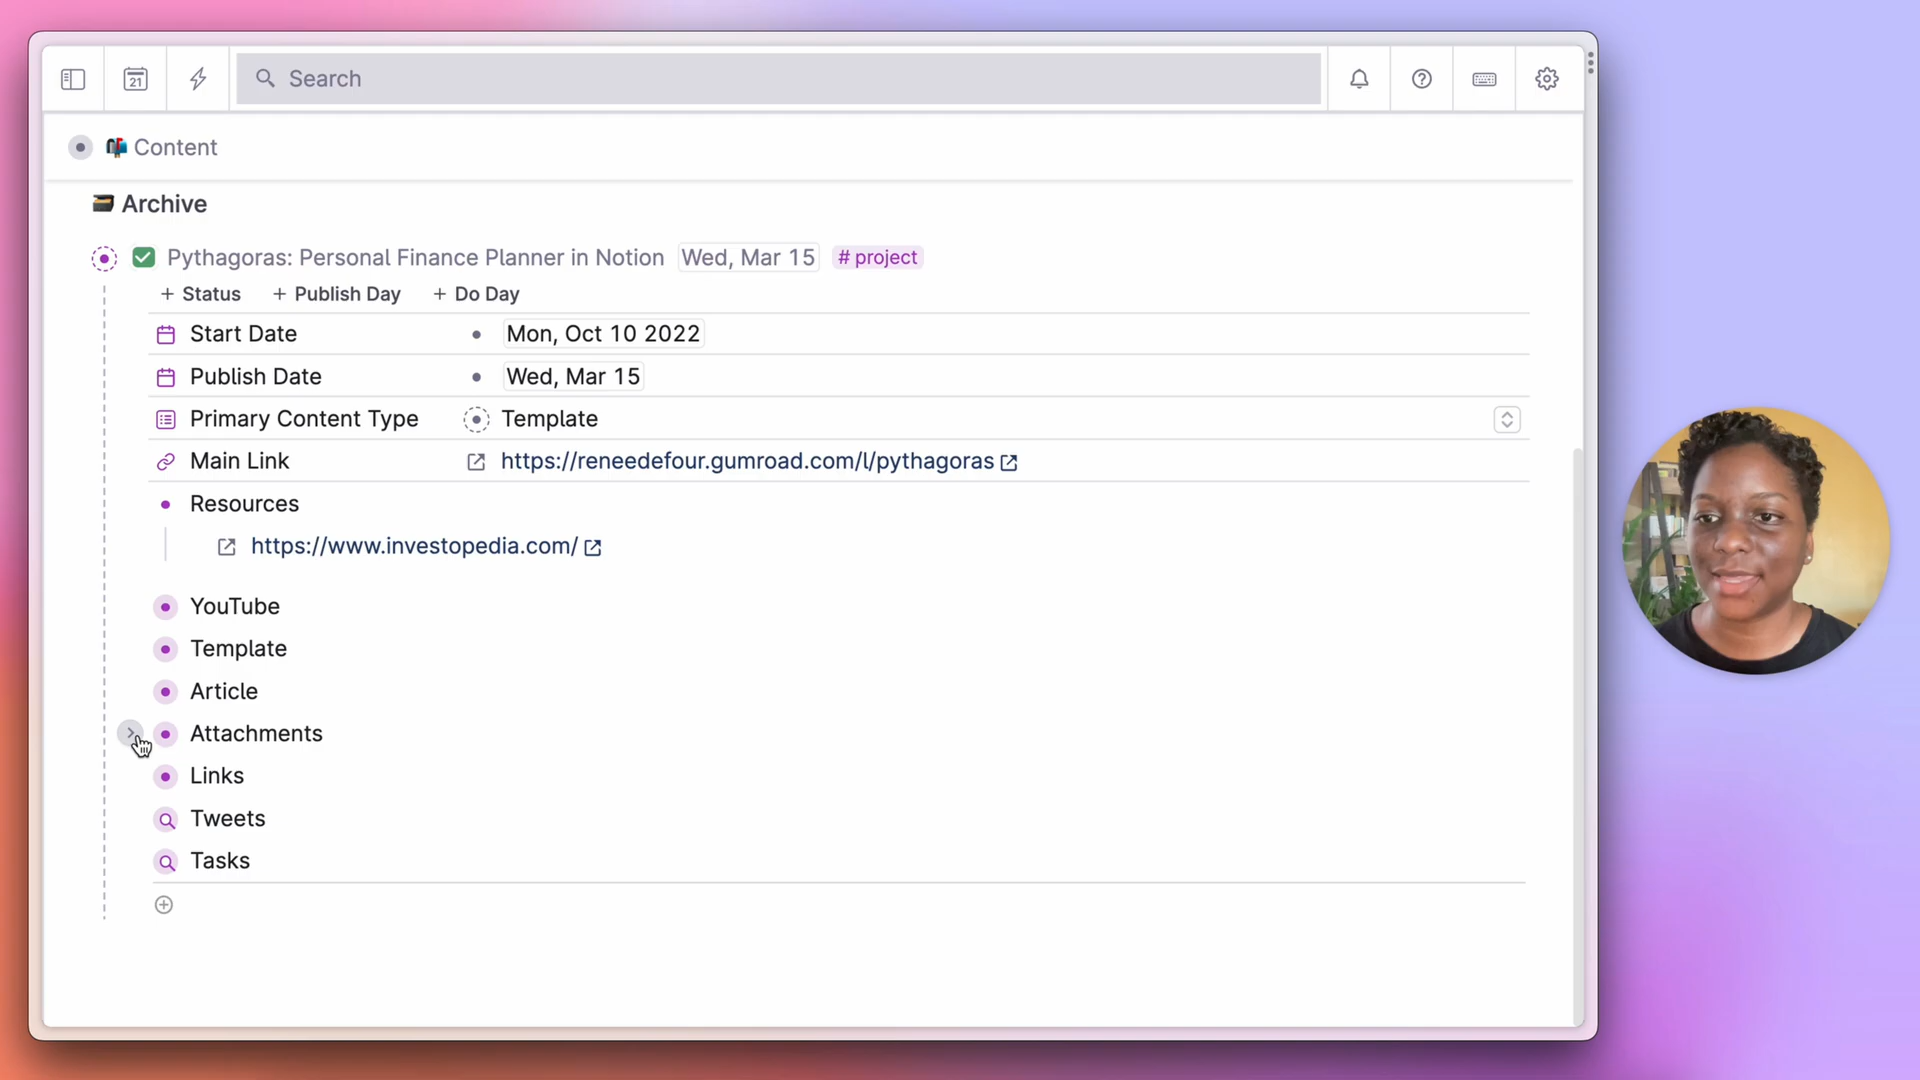 21
Search
Content
Archive
Pythagoras: Personal Finance Planner in Notion Wed, Mar 15 # project
+ Status + Publish Day + Do Day
Start Date Mon, Oct 10 2022
Publish Date Wed, Mar 15
Primary Content Type Template
Main Link https://reneedefour.gumroad.com/l/pythagoras
Resources
https://www.investopedia.com/
YouTube
Template
Article
Attachments
Links
Tweets
Tasks